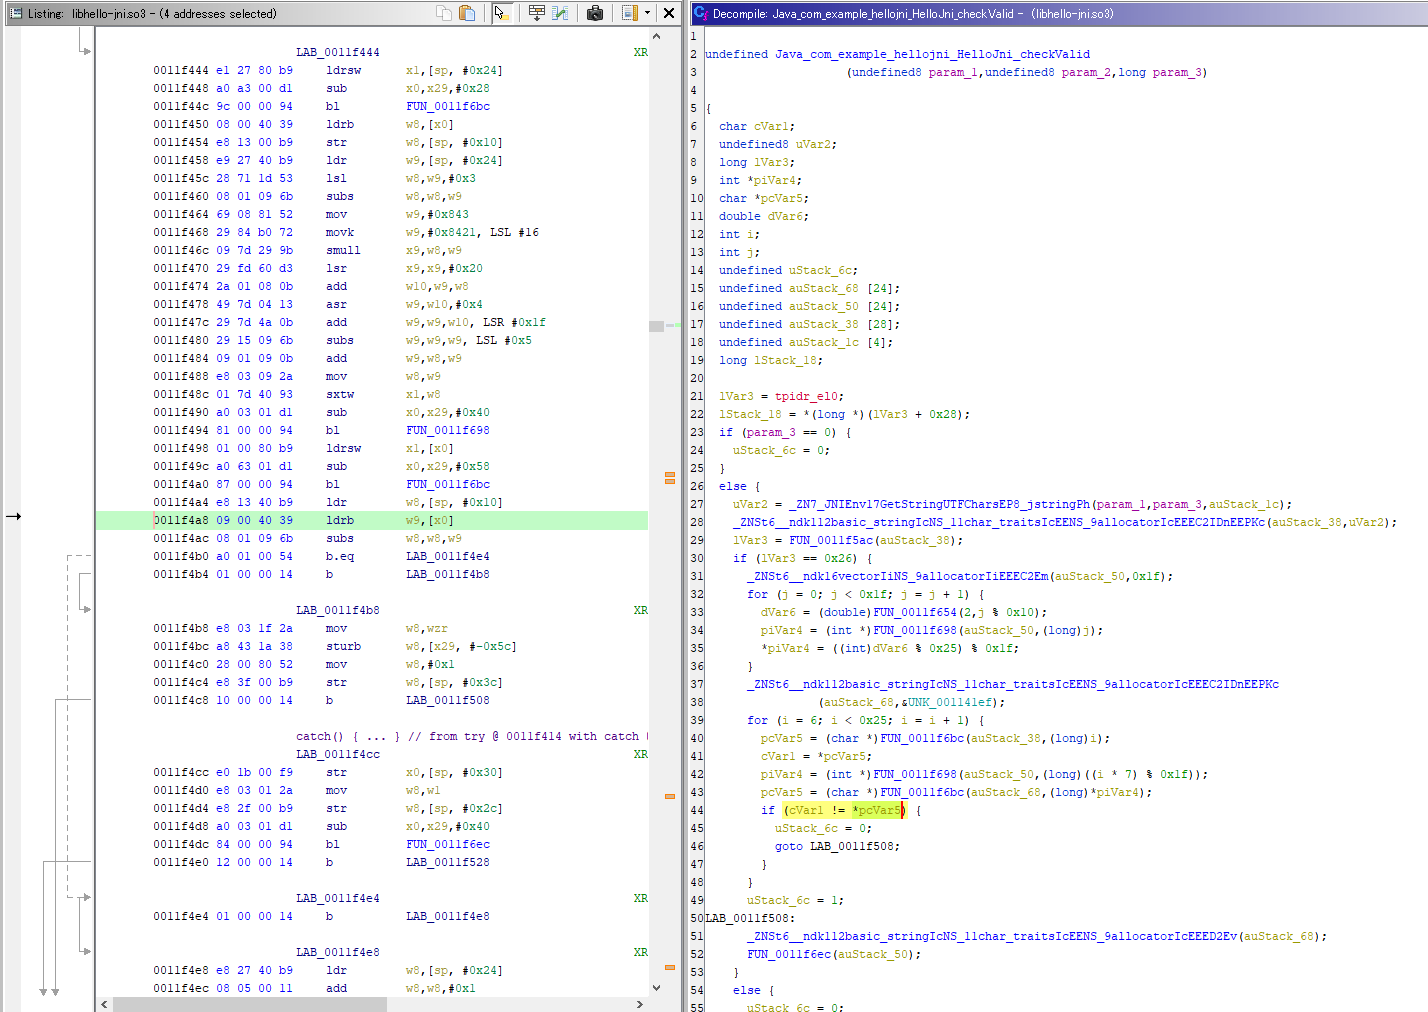 Listing: libhello-jni.so3 – (4 addresses selected)
LAB_0011f444 XR
0011f444 e1 27 80 b9 ldrsw x1,[sp, #0x24]
0011f448 a0 a3 00 d1 sub x0,x29,#0x28
0011f44c 9c 00 00 94 bl FUN_0011f6bc
0011f450 08 00 40 39 ldrb w8,[x0]
0011f454 e8 13 00 b9 str w8,[sp, #0x10]
0011f458 e9 27 40 b9 ldr w9,[sp, #0x24]
0011f45c 28 71 1d 53 lsl w8,w9,#0x3
0011f460 08 01 09 6b subs w8,w8,w9
0011f464 69 08 81 52 mov w9,#0x843
0011f468 29 84 b0 72 movk w9,#0x8421, LSL #16
0011f46c 09 7d 29 9b smull x9,w8,w9
0011f470 29 fd 60 d3 lsr x9,x9,#0x20
0011f474 2a 01 08 0b add w10,w9,w8
0011f478 49 7d 04 13 asr w9,w10,#0x4
0011f47c 29 7d 4a 0b add w9,w9,w10, LSR #0x1f
0011f480 29 15 09 6b subs w9,w9,w9, LSL #0x5
0011f484 09 01 09 0b add w9,w8,w9
0011f488 e8 03 09 2a mov w8,w9
0011f48c 01 7d 40 93 sxtw x1,w8
0011f490 a0 03 01 d1 sub x0,x29,#0x40
0011f494 81 00 00 94 bl FUN_0011f698
0011f498 01 00 80 b9 ldrsw x1,[x0]
0011f49c a0 63 01 d1 sub x0,x29,#0x58
0011f4a0 87 00 00 94 bl FUN_0011f6bc
0011f4a4 e8 13 40 b9 ldr w8,[sp, #0x10]
0011f4a8 09 00 40 39 ldrb w9,[x0]
0011f4ac 08 01 09 6b subs w8,w8,w9
0011f4b0 a0 01 00 54 b.eq LAB_0011f4e4
0011f4b4 01 00 00 14 b LAB_0011f4b8
LAB_0011f4b8 XR
0011f4b8 e8 03 1f 2a mov w8,wzr
0011f4bc a8 43 1a 38 sturb w8,[x29, #-0x5c]
0011f4c0 28 00 80 52 mov w8,#0x1
0011f4c4 e8 3f 00 b9 str w8,[sp, #0x3c]
0011f4c8 10 00 00 14 b LAB_0011f508
catch() { ... } // from try @ 0011f414 with catch
LAB_0011f4cc XR
0011f4cc e0 1b 00 f9 str x0,[sp, #0x30]
0011f4d0 e8 03 01 2a mov w8,w1
0011f4d4 e8 2f 00 b9 str w8,[sp, #0x2c]
0011f4d8 a0 03 01 d1 sub x0,x29,#0x40
0011f4dc 84 00 00 94 bl FUN_0011f6ec
0011f4e0 12 00 00 14 b LAB_0011f528
LAB_0011f4e4 XR
0011f4e4 01 00 00 14 b LAB_0011f4e8
LAB_0011f4e8 XR
0011f4e8 e8 27 40 b9 ldr w8,[sp, #0x24]
0011f4ec 08 05 00 11 add w8,w8,#0x1
Decompile: Java_com_example_hellojni_HelloJni_checkValid – (libhello-jni.so3)
1
2 undefined Java_com_example_hellojni_HelloJni_checkValid
3 (undefined8 param_1,undefined8 param_2,long param_3)
4
5 {
6 char cVar1;
7 undefined8 uVar2;
8 long lVar3;
9 int *piVar4;
10 char *pcVar5;
11 double dVar6;
12 int i;
13 int j;
14 undefined uStack_6c;
15 undefined auStack_68 [24];
16 undefined auStack_50 [24];
17 undefined auStack_38 [28];
18 undefined auStack_1c [4];
19 long lStack_18;
20
21 lVar3 = tpidr_el0;
22 lStack_18 = *(long *)(lVar3 + 0x28);
23 if (param_3 == 0) {
24 uStack_6c = 0;
25 }
26 else {
27 uVar2 = _ZN7_JNIEnv17GetStringUTFCharsEP8_jstringPh(param_1,param_3,auStack_1c);
28 _ZNSt6__ndk112basic_stringIcNS_11char_traitsIcEENS_9allocatorIcEEEC2IDnEEPKc(auStack_38,uVar2);
29 lVar3 = FUN_0011f5ac(auStack_38);
30 if (lVar3 == 0x26) {
31 _ZNSt6__ndk16vectorIiNS_9allocatorIiEEEC2Em(auStack_50,0x1f);
32 for (j = 0; j < 0x1f; j = j + 1) {
33 dVar6 = (double)FUN_0011f654(2,j % 0x10);
34 piVar4 = (int *)FUN_0011f698(auStack_50,(long)j);
35 *piVar4 = ((int)dVar6 % 0x25) % 0x1f;
36 }
37 _ZNSt6__ndk112basic_stringIcNS_11char_traitsIcEENS_9allocatorIcEEEC2IDnEEPKc
38 (auStack_68,&UNK_001141ef);
39 for (i = 6; i < 0x25; i = i + 1) {
40 pcVar5 = (char *)FUN_0011f6bc(auStack_38,(long)i);
41 cVar1 = *pcVar5;
42 piVar4 = (int *)FUN_0011f698(auStack_50,(long)((i * 7) % 0x1f));
43 pcVar5 = (char *)FUN_0011f6bc(auStack_68,(long)*piVar4);
44 if (cVar1 != *pcVar5) {
45 uStack_6c = 0;
46 goto LAB_0011f508;
47 }
48 }
49 uStack_6c = 1;
50 LAB_0011f508:
51 _ZNSt6__ndk112basic_stringIcNS_11char_traitsIcEENS_9allocatorIcEEED2Ev(auStack_68);
52 FUN_0011f6ec(auStack_50);
53 }
54 else {
55 uStack_6c = 0;